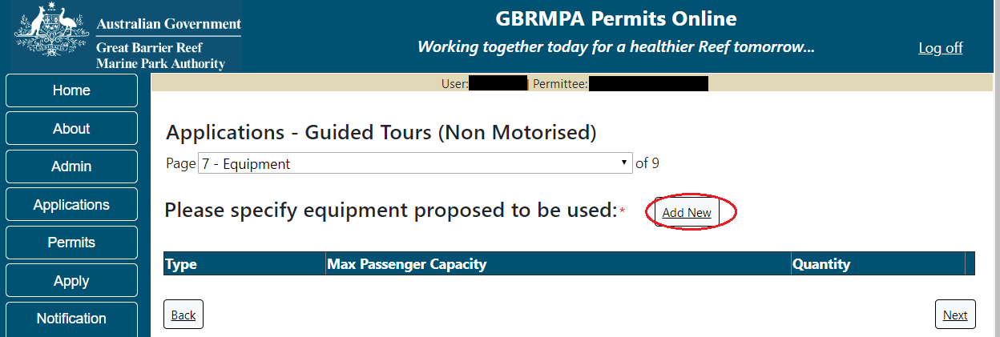 Australian Government
Great Barrier Reef
Marine Park Authority
GBRMPA Permits Online
Working together today for a healthier Reef tomorrow...
Log off
User: | Permittee:
Home
About
Admin
Applications
Permits
Apply
Notification
Applications - Guided Tours (Non Motorised)
Page 7 - Equipment of 9
Please specify equipment proposed to be used:* Add New
Type Max Passenger Capacity Quantity
Back Next